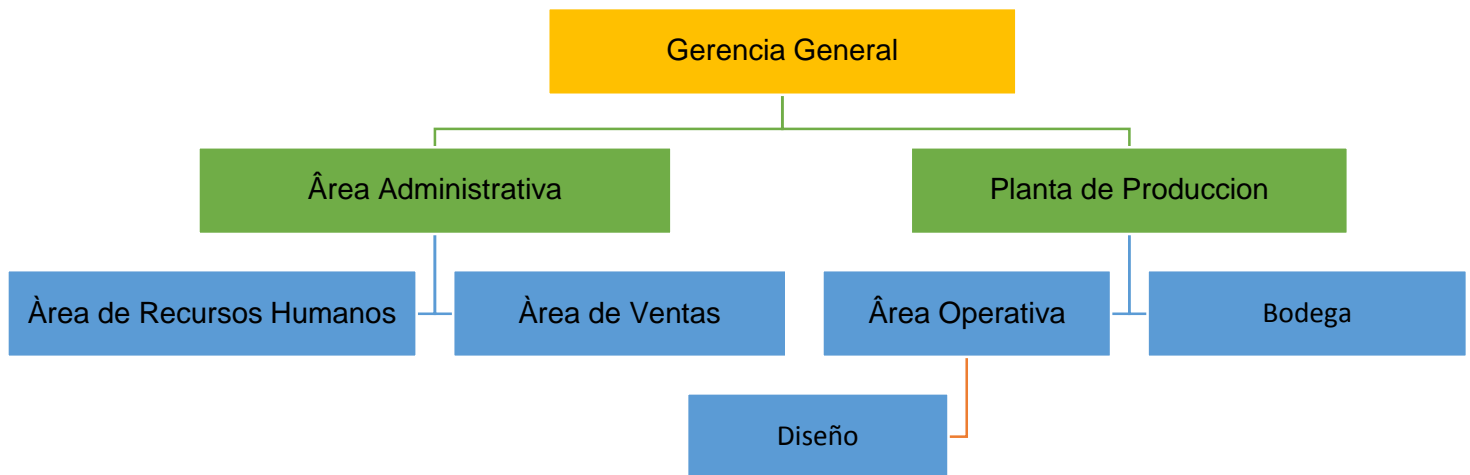 Gerencia General
Ârea Administrativa
Planta de Produccion
Àrea de Recursos Humanos
Àrea de Ventas
Ârea Operativa
Bodega
Diseño